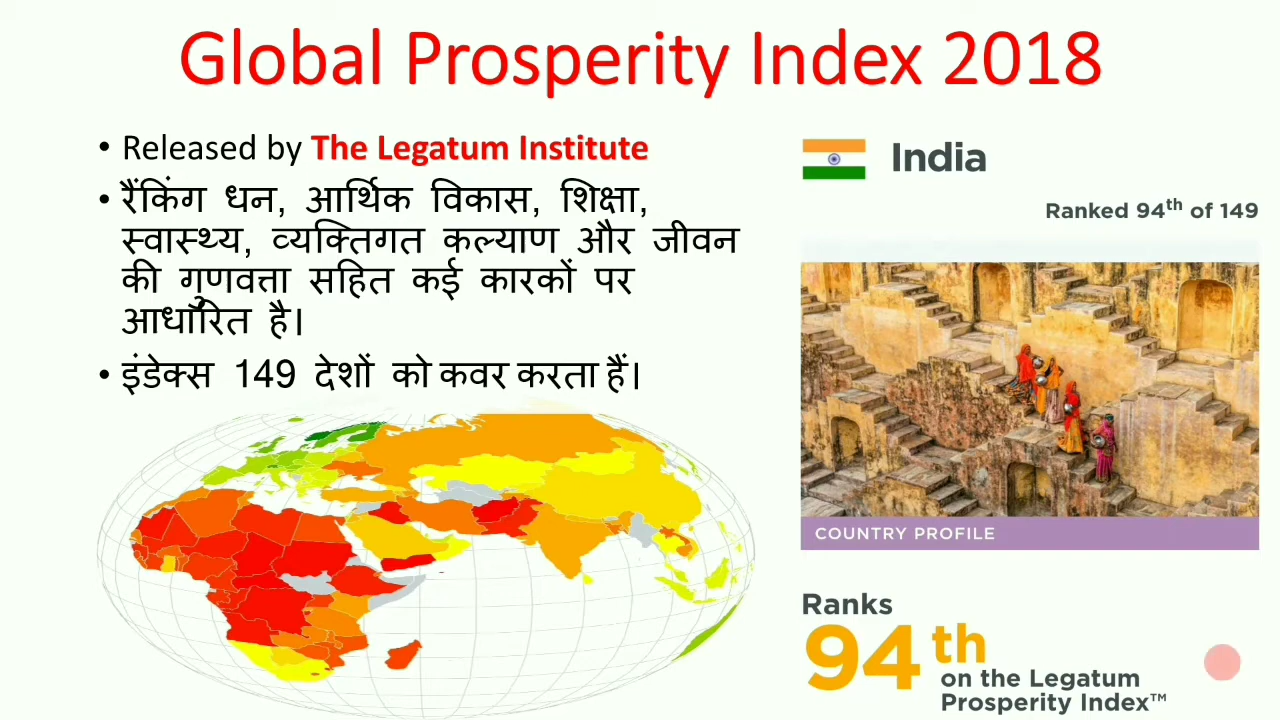 Global Prosperity Index 2018
• Released by The Legatum Institute
• रैंकिंग धन, आर्थिक विकास, शिक्षा,
स्वास्थ्य, व्यक्तिगत कल्याण और जीवन
की गुणवत्ता सहित कई कारकों पर
आधारित है।
• इंडेक्स 149 देशों को कवर करता हैं।
India
Ranked 94th of 149
COUNTRY PROFILE
Ranks
94th
on the Legatum
Prosperity Index™